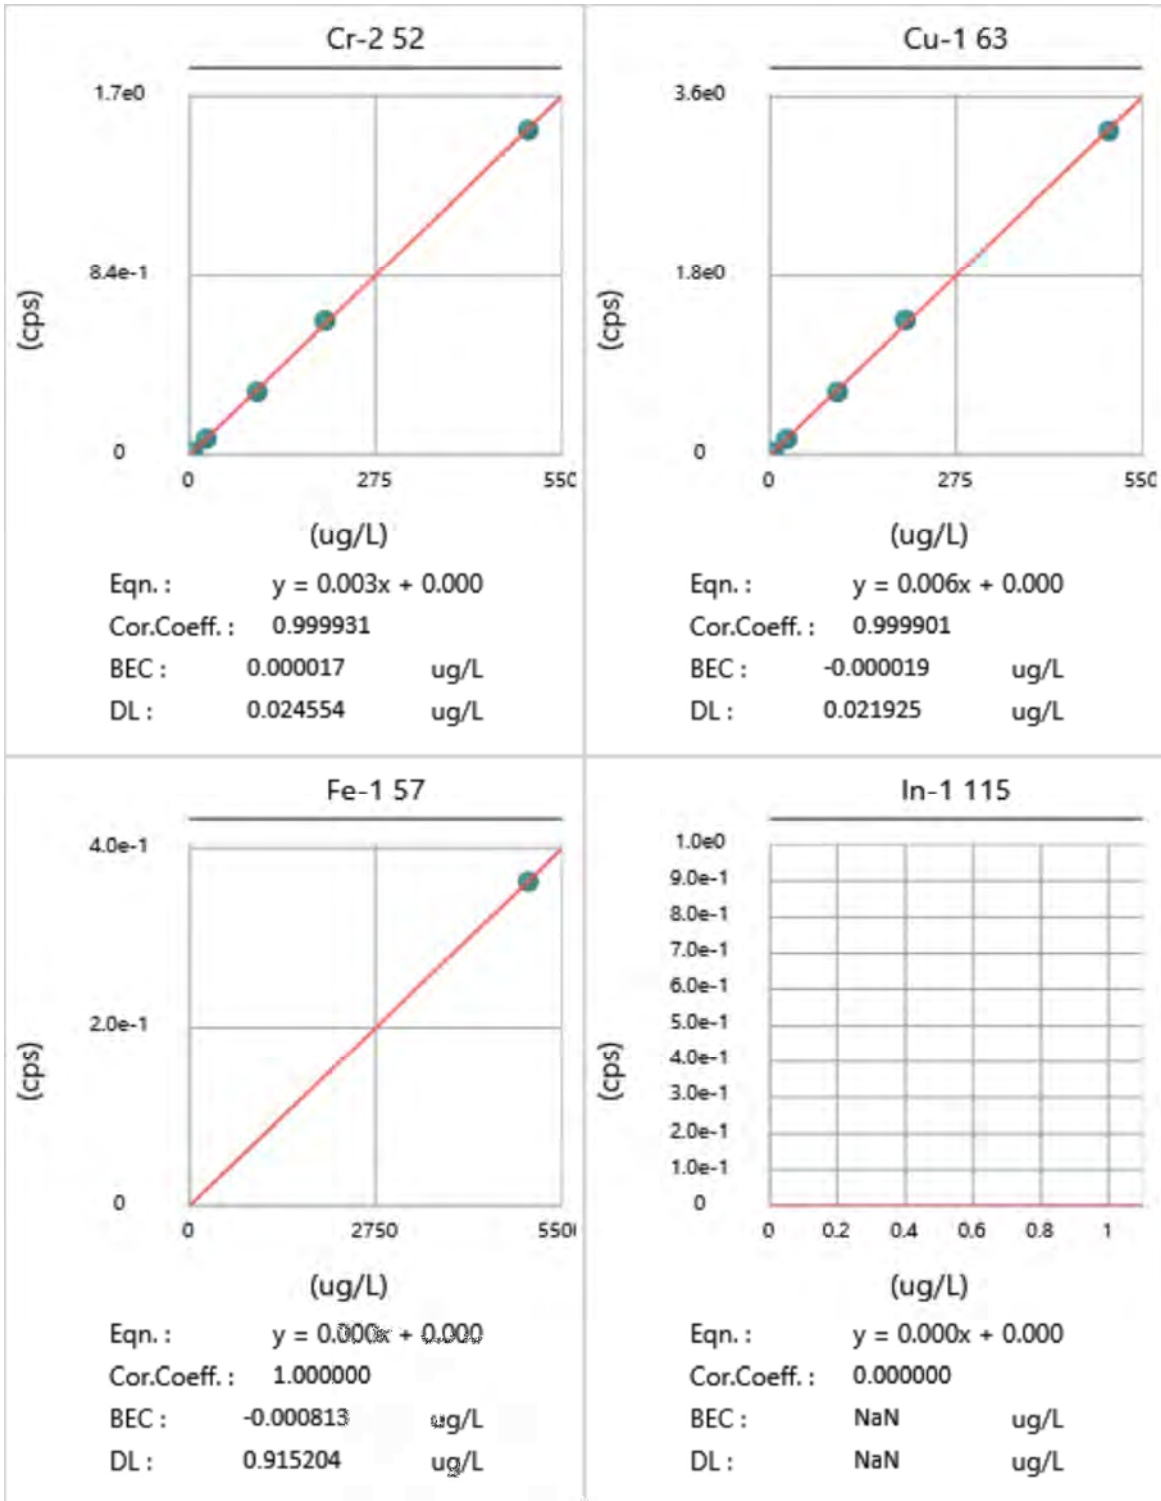 Cr-2 52
1.7e0
8.4e-1
0
(cps)
0 275 550
(ug/L)
Eqn. : y = 0.003x + 0.000
Cor.Coeff. : 0.999931
BEC : 0.000017 ug/L
DL : 0.024554 ug/L
Cu-1 63
3.6e0
1.8e0
0
(cps)
0 275 550
(ug/L)
Eqn. : y = 0.006x + 0.000
Cor.Coeff. : 0.999901
BEC : -0.000019 ug/L
DL : 0.021925 ug/L
Fe-1 57
4.0e-1
2.0e-1
0
(cps)
0 2750 5500
(ug/L)
Eqn. : y = 0.000x + 0.000
Cor.Coeff. : 1.000000
BEC : -0.000813 ug/L
DL : 0.915204 ug/L
In-1 115
1.0e0
9.0e-1
8.0e-1
7.0e-1
6.0e-1
5.0e-1
4.0e-1
3.0e-1
2.0e-1
1.0e-1
0
(cps)
0 0.2 0.4 0.6 0.8 1
(ug/L)
Eqn. : y = 0.000x + 0.000
Cor.Coeff. : 0.000000
BEC : NaN ug/L
DL : NaN ug/L